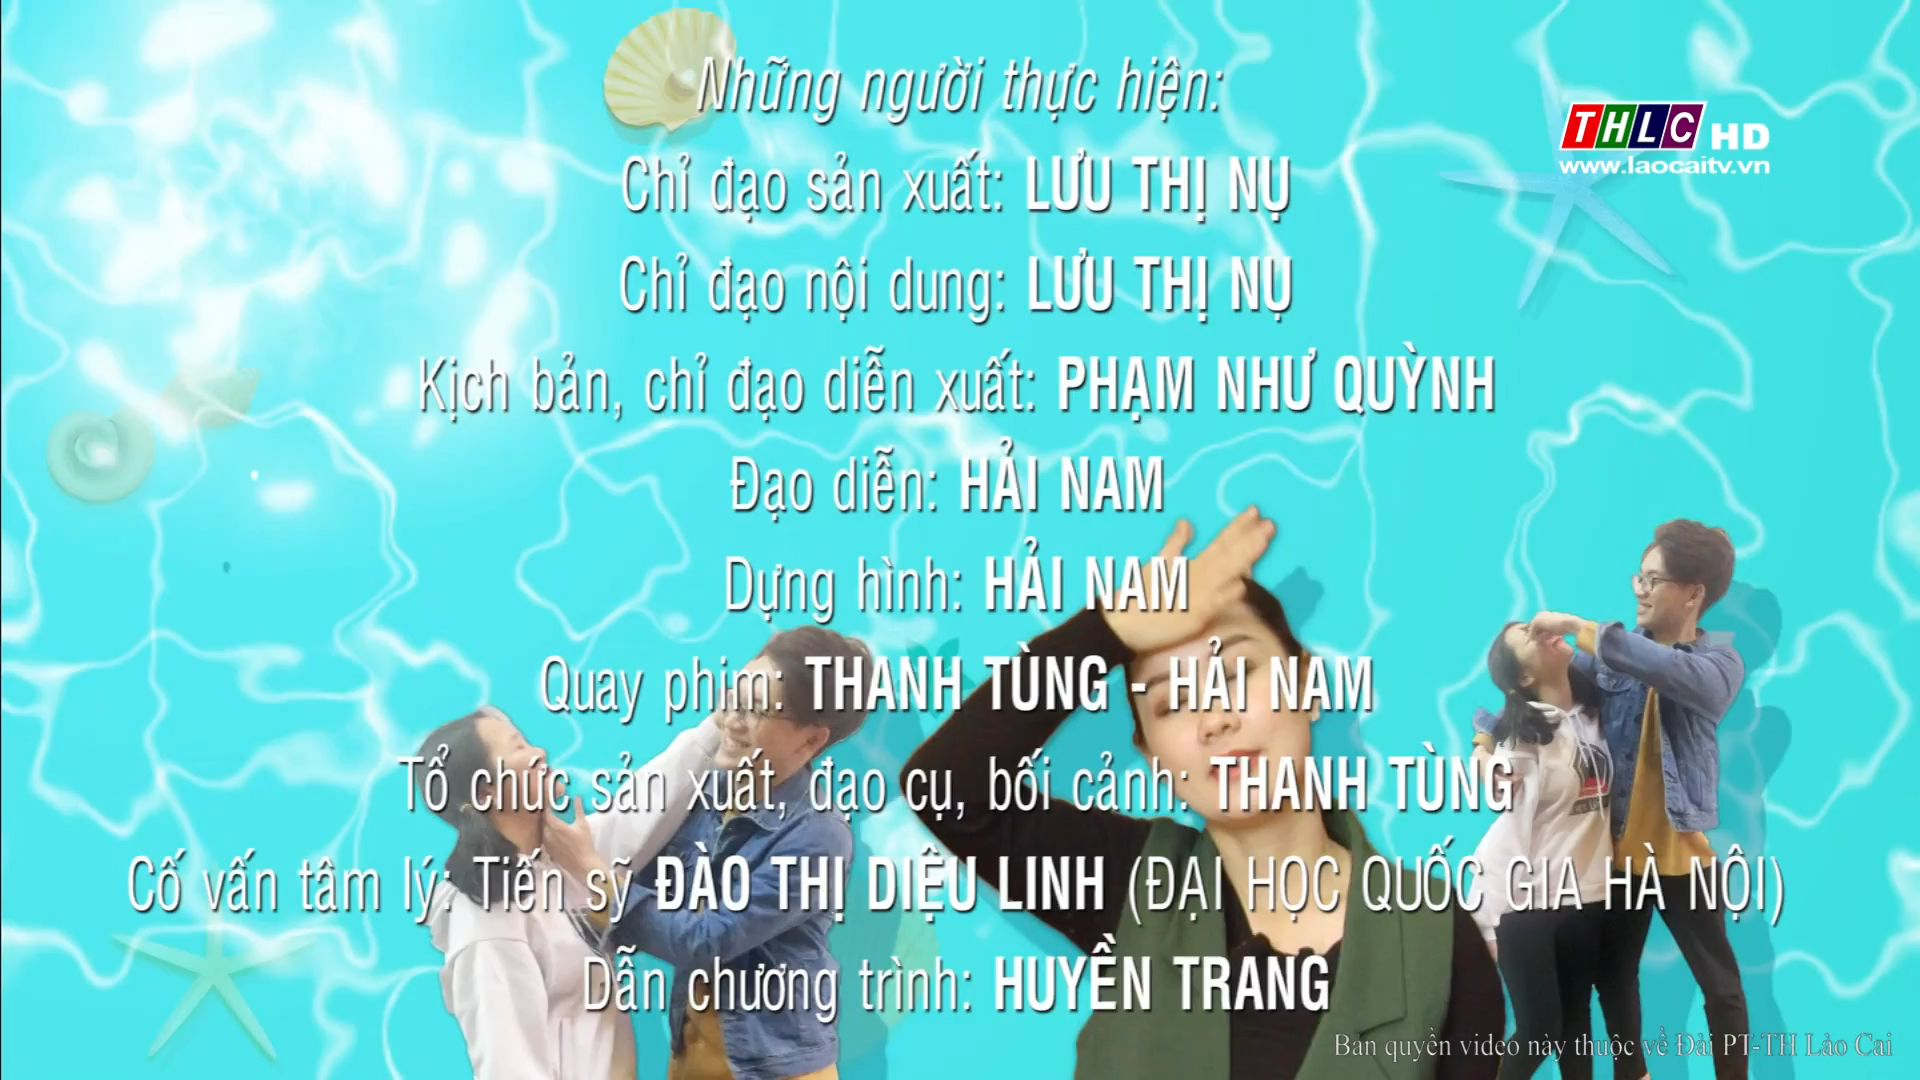 Những người thực hiện:
THLC HD
www.laocaitv.vn
Chỉ đạo sản xuất: LƯU THỊ NỤ
Chỉ đạo nội dung: LƯU THỊ NỤ
Kịch bản, chỉ đạo diễn xuất: PHẠM NHƯ QUỲNH
Đạo diễn: HẢI NAM
Dựng hình: HẢI NAM
Quay phim: THANH TÙNG - HẢI NAM
Tổ chức sản xuất, đạo cụ, bối cảnh: THANH TÙNG
Cố vấn tâm lý: Tiến sỹ ĐÀO THỊ DIỆU LINH (ĐẠI HỌC QUỐC GIA HÀ NỘI)
Dẫn chương trình: HUYỀN TRANG
Bản quyền video này thuộc về Đài PT-TH Lào Cai